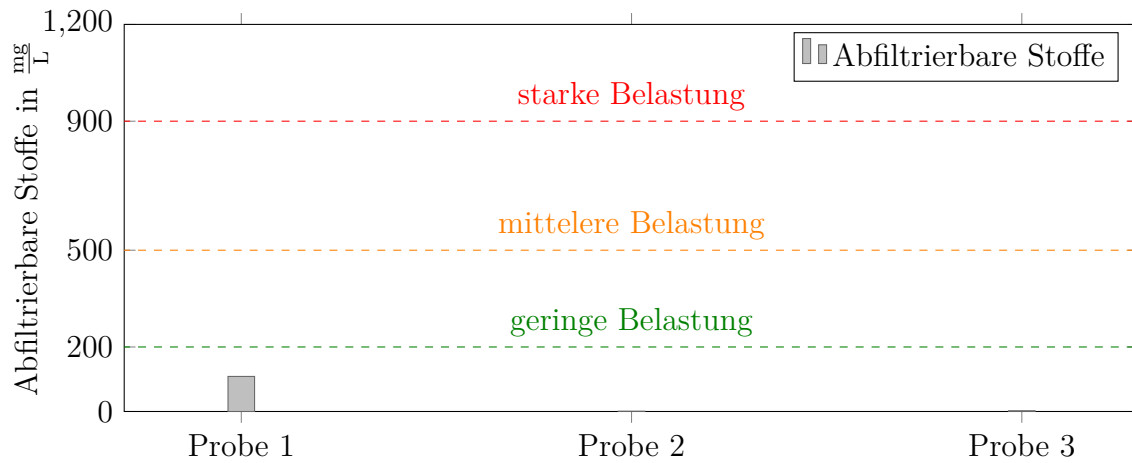 1,200
900
500
200
0
Abfiltrierbare Stoffe in mg/L
Abfiltrierbare Stoffe
starke Belastung
mittelere Belastung
geringe Belastung
Probe 1
Probe 2
Probe 3